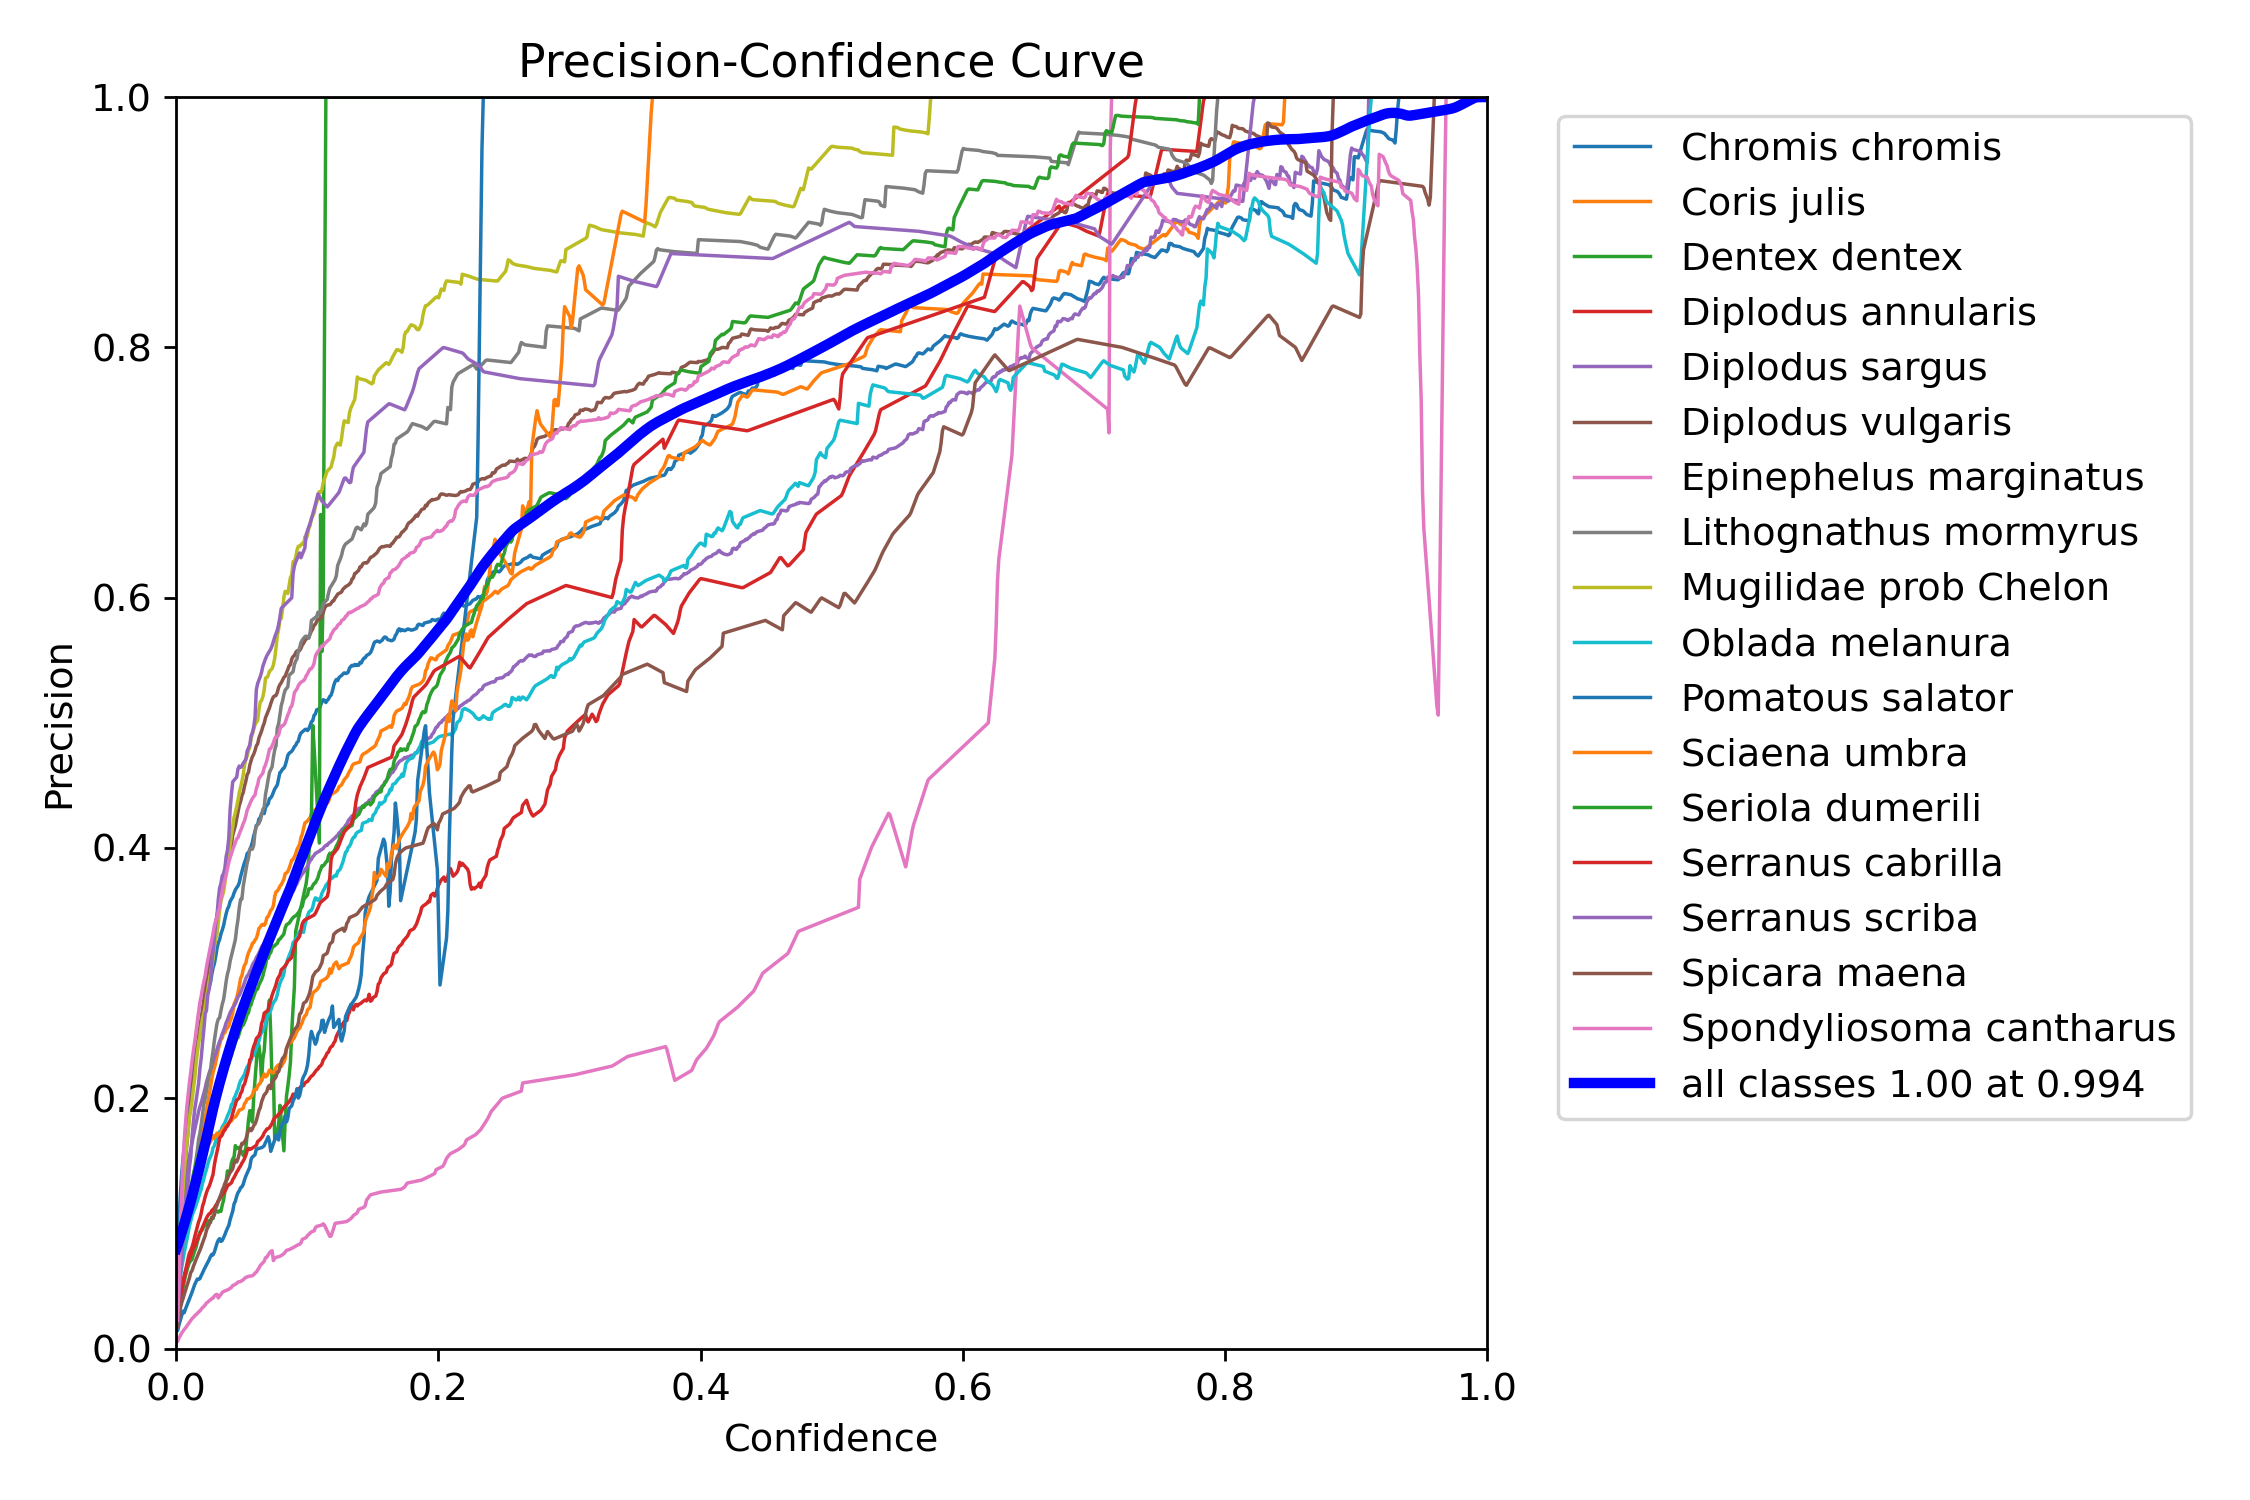 Precision-Confidence Curve
1.0
0.8
0.6
0.4
0.2
0.0
Precision
0.0 0.2 0.4 0.6 0.8 1.0
Confidence
Chromis chromis
Coris julis
Dentex dentex
Diplodus annularis
Diplodus sargus
Diplodus vulgaris
Epinephelus marginatus
Lithognathus mormyrus
Mugilidae prob Chelon
Oblada melanura
Pomatous salator
Sciaena umbra
Seriola dumerili
Serranus cabrilla
Serranus scriba
Spicara maena
Spondyliosoma cantharus
all classes 1.00 at 0.994